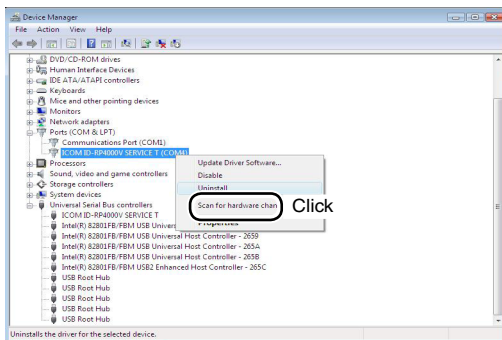 Device Manager
File Action View Help
DVD/CD-ROM drives
Human Interface Devices
IDE ATA/ATAPI controllers
Keyboards
Mice and other pointing devices
Monitors
Network adapters
Ports (COM & LPT)
Communications Port (COM1)
ICOM ID-RP4000V SERVICE T (COM4)
Processors
Sound, video and game controllers
Storage controllers
System devices
Universal Serial Bus controllers
ICOM ID-RP4000V SERVICE T
Intel(R) 82801FB/FBM USB Univers
Intel(R) 82801FB/FBM USB Universal Host Controller - 2659
Intel(R) 82801FB/FBM USB Universal Host Controller - 265A
Intel(R) 82801FB/FBM USB Universal Host Controller - 265B
Intel(R) 82801FB/FBM USB2 Enhanced Host Controller - 265C
USB Root Hub
USB Root Hub
USB Root Hub
USB Root Hub
USB Root Hub
Update Driver Software...
Disable
Uninstall
Scan for hardware chan
Click
Properties
Uninstalls the driver for the selected device.